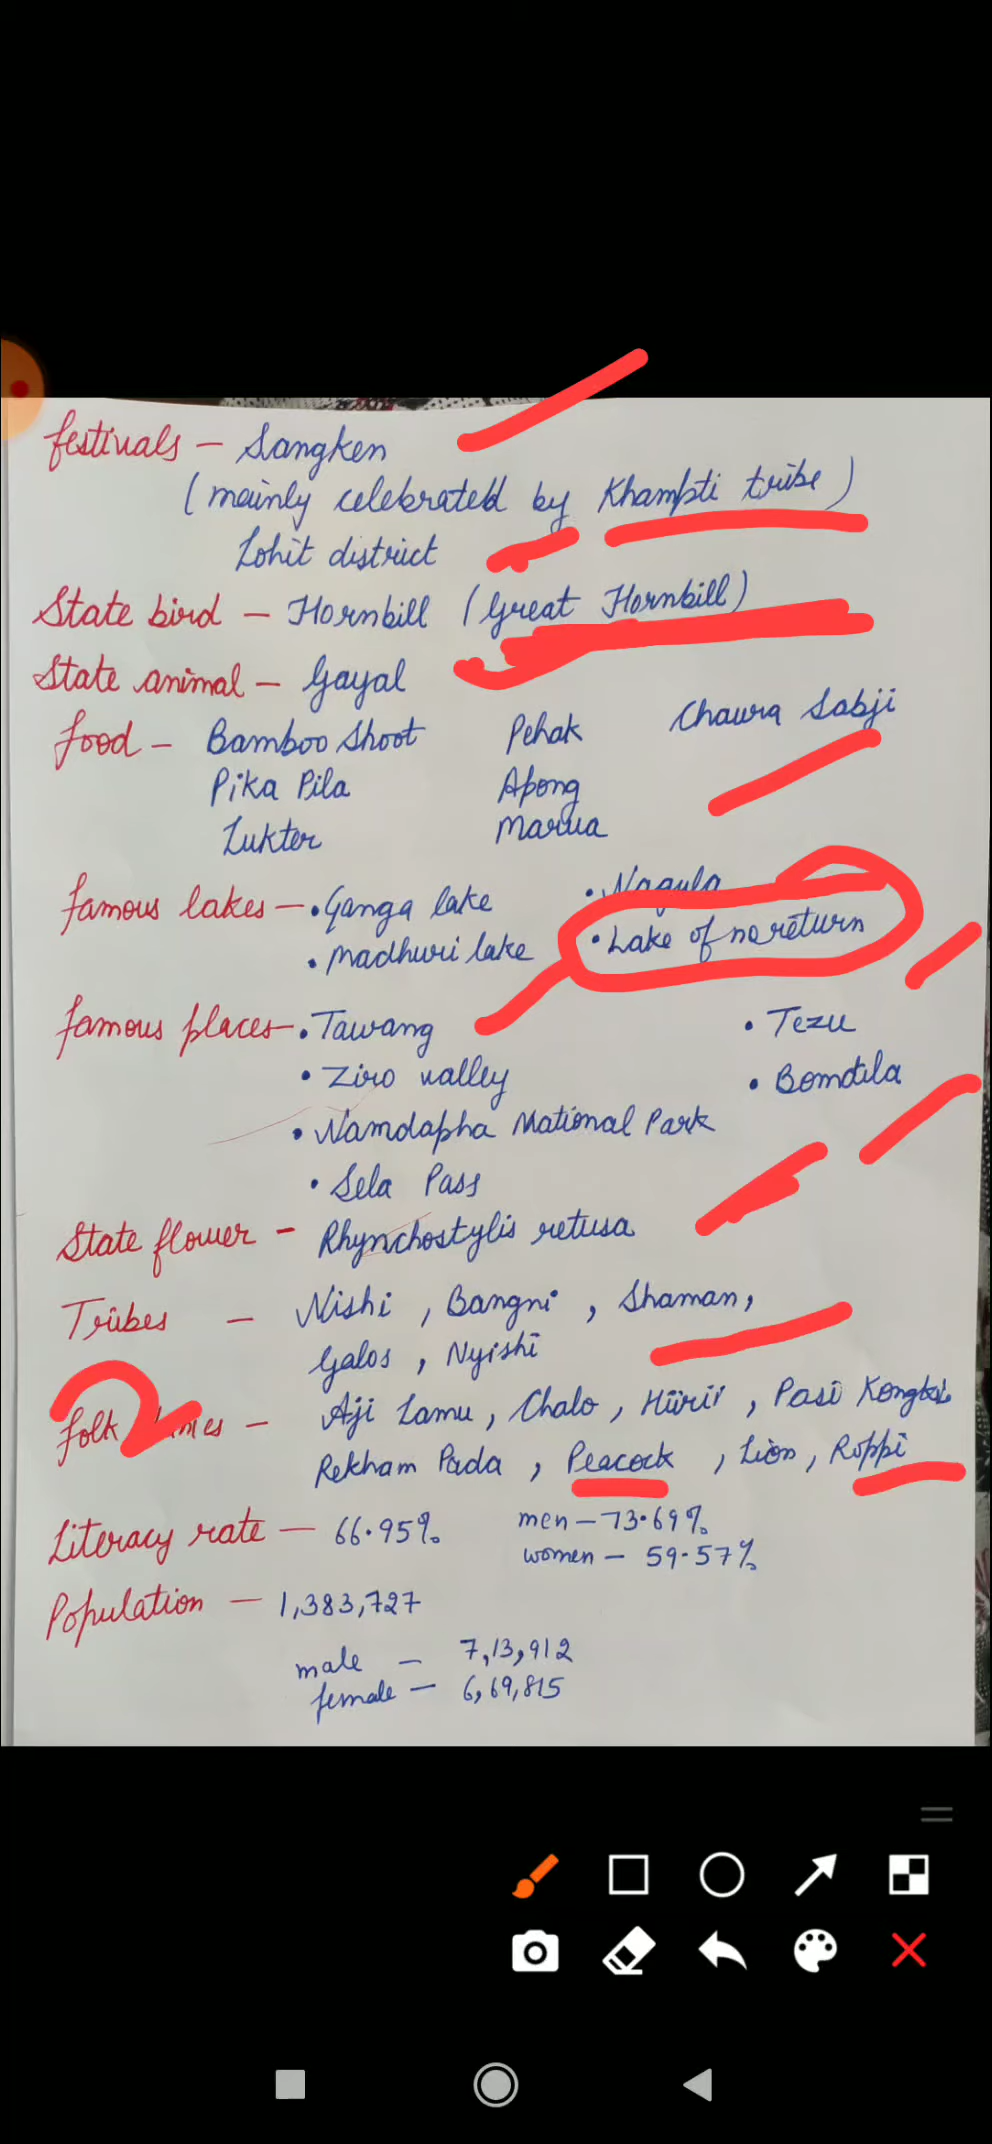 festivals - Sangken
(mainly celebrated by Khampti tribe)
Lohit district
State bird - Hornbill (Great Hornbill)
State animal - Gayal
food - Bamboo Shoot Pehak Chawra Sabji
Pika Pila Apong
Lukter Marua
famous lakes - • Ganga lake • Nagula
• Madhuri lake • Lake of no return
famous places - • Tawang • Tezu
• Ziro valley • Bomdila
• Namdapha National Park
• Sela Pass
State flower - Rhynchostylis retusa
Tribes - Nishi, Bangni, Shaman,
Galos, Nyishi
folk - Aji Lamu, Chalo, Hiirii, Pasi Kongki
Rekham Pada, Peacock, Lion, Roppi
Literacy rate - 66.95% men - 73.69%
women - 59.57%
Population - 1,383,727
male - 7,13,912
female - 6,69,815